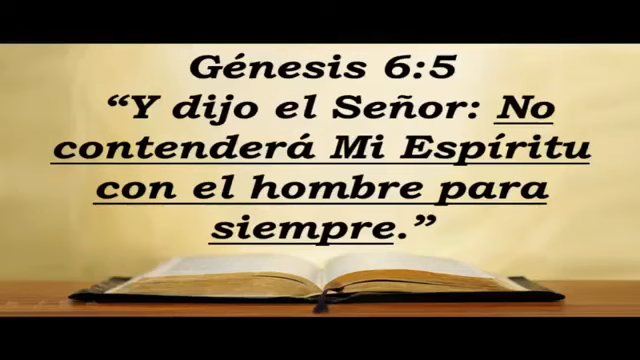 Génesis 6:5
“Y dijo el Señor: No
contenderá Mi Espíritu
con el hombre para
siempre.”